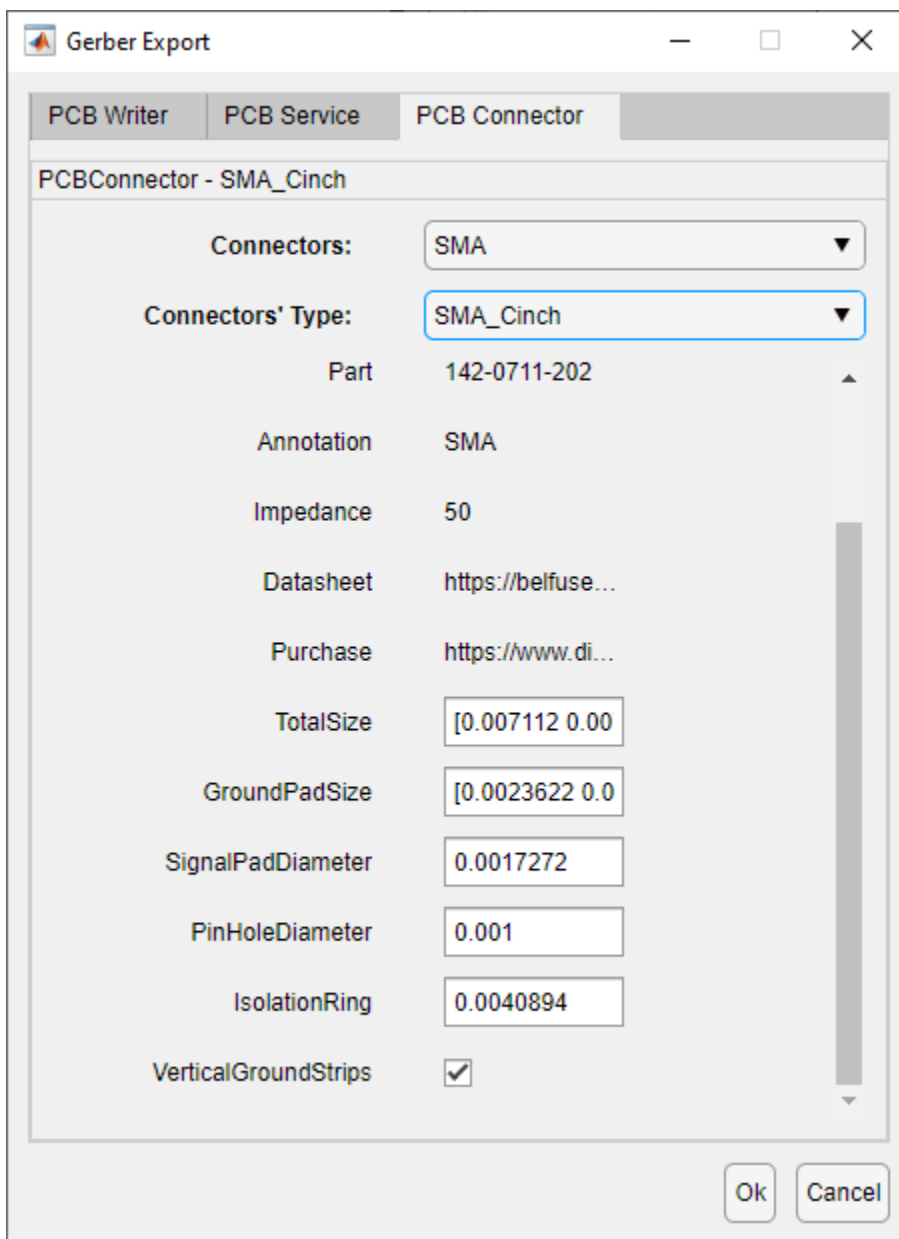 Gerber Export
PCB Writer PCB Service PCB Connector
PCBConnector - SMA_Cinch
Connectors: SMA
Connectors' Type: SMA_Cinch
Part 142-0711-202
Annotation SMA
Impedance 50
Datasheet https://belfuse...
Purchase https://www.di...
TotalSize [0.007112 0.00
GroundPadSize [0.0023622 0.0
SignalPadDiameter 0.0017272
PinHoleDiameter 0.001
IsolationRing 0.0040894
VerticalGroundStrips
Ok Cancel